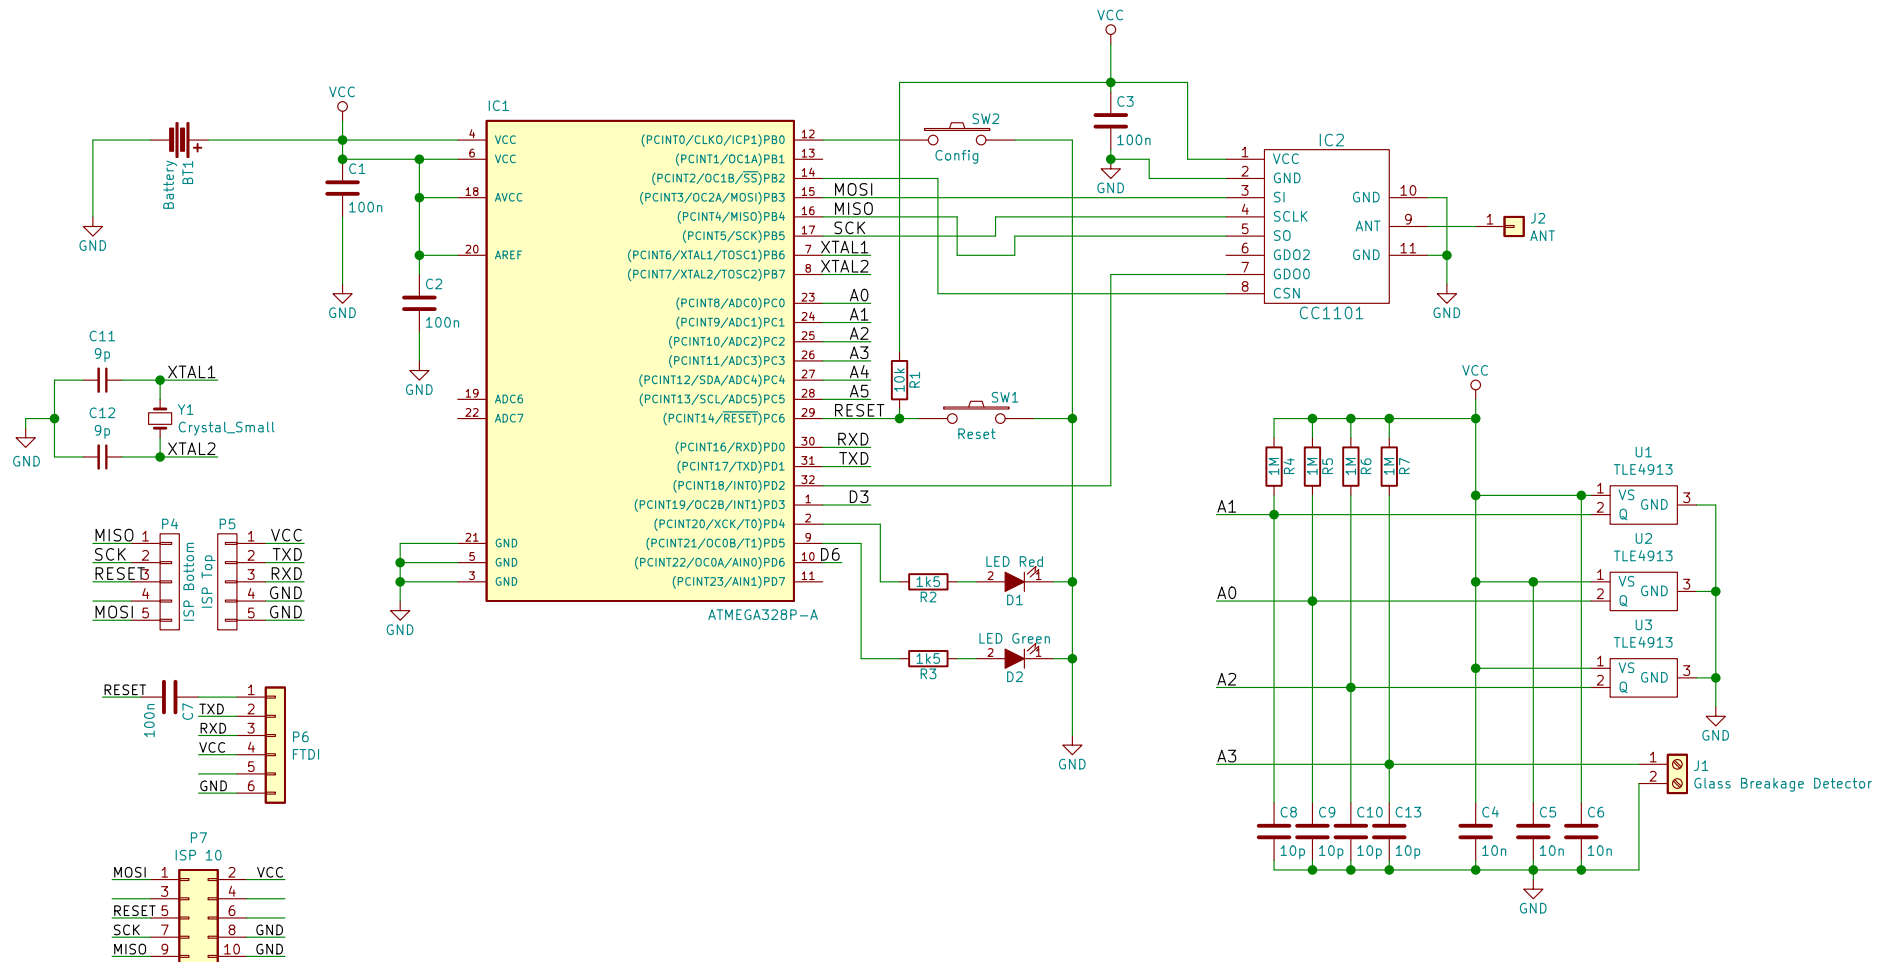 VCC
GND
Battery
BT1
+
VCC
C1
100n
GND
C2
100n
GND
IC1
4 VCC
6 VCC
18 AVCC
20 AREF
19 ADC6
22 ADC7
21 GND
5 GND
3 GND
GND
(PCINT0/CLKO/ICP1)PB0 12
(PCINT1/OC1A)PB1 13
(PCINT2/OC1B/SS)PB2 14
(PCINT3/OC2A/MOSI)PB3 15 MOSI
(PCINT4/MISO)PB4 16 MISO
(PCINT5/SCK)PB5 17 SCK
(PCINT6/XTAL1/TOSC1)PB6 7 XTAL1
(PCINT7/XTAL2/TOSC2)PB7 8 XTAL2
(PCINT8/ADC0)PC0 23 A0
(PCINT9/ADC1)PC1 24 A1
(PCINT10/ADC2)PC2 25 A2
(PCINT11/ADC3)PC3 26 A3
(PCINT12/SDA/ADC4)PC4 27 A4
(PCINT13/SCL/ADC5)PC5 28 A5
(PCINT14/RESET)PC6 29 RESET
(PCINT16/RXD)PD0 30 RXD
(PCINT17/TXD)PD1 31 TXD
(PCINT18/INT0)PD2 32
(PCINT19/OC2B/INT1)PD3 1 D3
(PCINT20/XCK/T0)PD4 2
(PCINT21/OC0B/T1)PD5 9
(PCINT22/OC0A/AIN0)PD6 10 D6
(PCINT23/AIN1)PD7 11
ATMEGA328P-A
SW2
Config
C3
100n
GND
10k
R1
SW1
Reset
LED Red
1k5 2 1
R2 D1
LED Green
1k5 2 1
R3 D2
GND
IC2
1 VCC
2 GND
3 SI
4 SCLK
5 SO
6 GDO2
7 GDO0
8 CSN
GND 10
ANT 9
GND 11
CC1101
1 J2
ANT
GND
C11
9p
XTAL1
C12
9p
Y1
Crystal_Small
XTAL2
GND
P4
MISO 1
SCK 2
RESET 3
4
MOSI 5
ISP Bottom
P5
ISP Top
1 VCC
2 TXD
3 RXD
4 GND
5 GND
RESET 1
100n
C7
TXD 2
RXD 3
VCC 4
5
GND 6
P6
FTDI
P7
ISP 10
MOSI 1 2 VCC
3 4
RESET 5 6
SCK 7 8 GND
MISO 9 10 GND
VCC
1M R4
1M R5
1M R6
1M R7
A1
A0
A2
A3
U1
TLE4913
1 VS
2 Q
GND 3
U2
TLE4913
1 VS
2 Q
GND 3
U3
TLE4913
1 VS
2 Q
GND 3
GND
1 J1
2 Glass Breakage Detector
C8 C9 C10 C13 C4 C5 C6
10p 10p 10p 10p 10n 10n 10n
GND